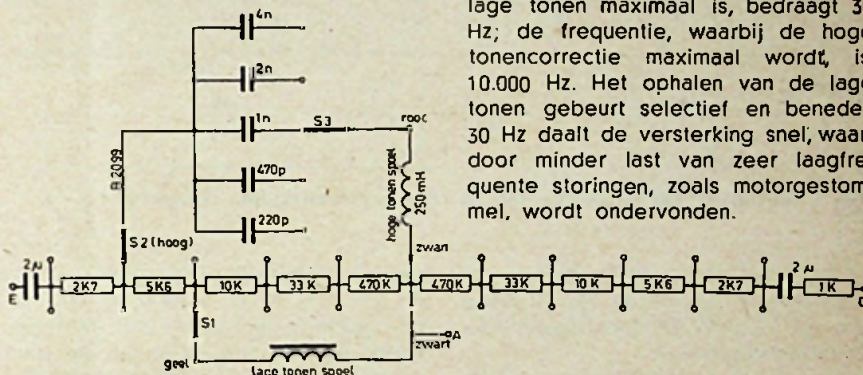 lage tonen maximaal is, bedraagt 3
Hz; de frequentie, waarbij de hoge
tonencorrectie maximaal wordt, is
10.000 Hz. Het ophalen van de lage
tonen gebeurt selectief en beneden
30 Hz daalt de versterking snel, waar
door minder last van zeer laagfre
quente storingen, zoals motorgestom
mel, wordt ondervonden.
4n
2n
1n
S3
rooc
470p
220p
B 2099
hoge tonen spoel
250 mH
S2 (hoog)
zwart
2µ
E
2K7
5K6
10K
33K
470K
470K
33K
10K
5K6
2K7
2µ
1K
S1
A
zwart
geel
lage tonen spoel